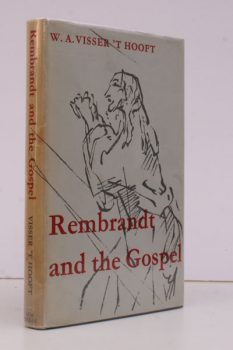 W. A. VISSER 'T HOOFT
Rembrandt
and the Gospel
Rembrandt and the Gospel
VISSER 'T HOOFT